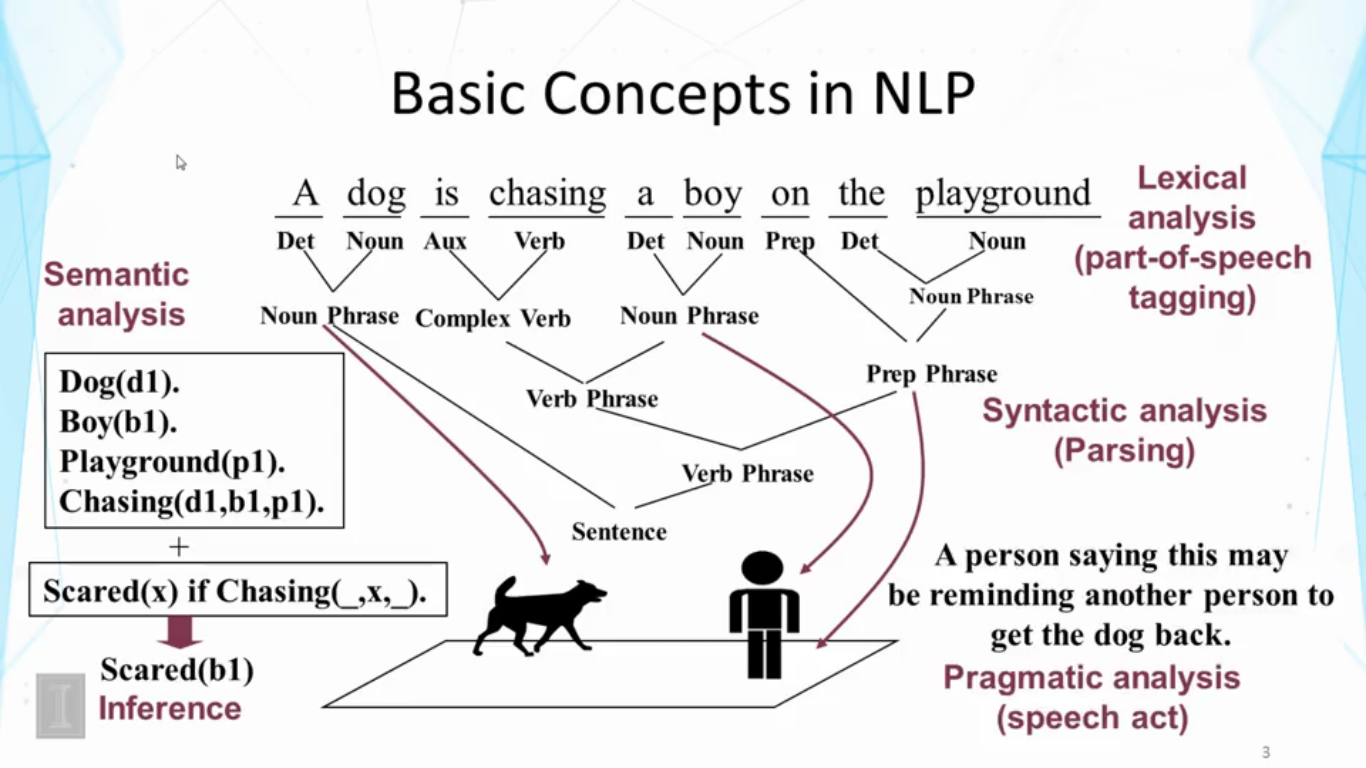 Basic Concepts in NLP
A dog is chasing a boy on the playground
Det Noun Aux Verb Det Noun Prep Det Noun
Lexical
analysis
(part-of-speech
tagging)
Noun Phrase
Noun Phrase Complex Verb Noun Phrase
Prep Phrase
Verb Phrase
Syntactic analysis
(Parsing)
Verb Phrase
Sentence
Semantic
analysis
Dog(d1).
Boy(b1).
Playground(p1).
Chasing(d1,b1,p1).
+
Scared(x) if Chasing(_,x,_).
Scared(b1)
Inference
A person saying this may
be reminding another person to
get the dog back.
Pragmatic analysis
(speech act)
I
3